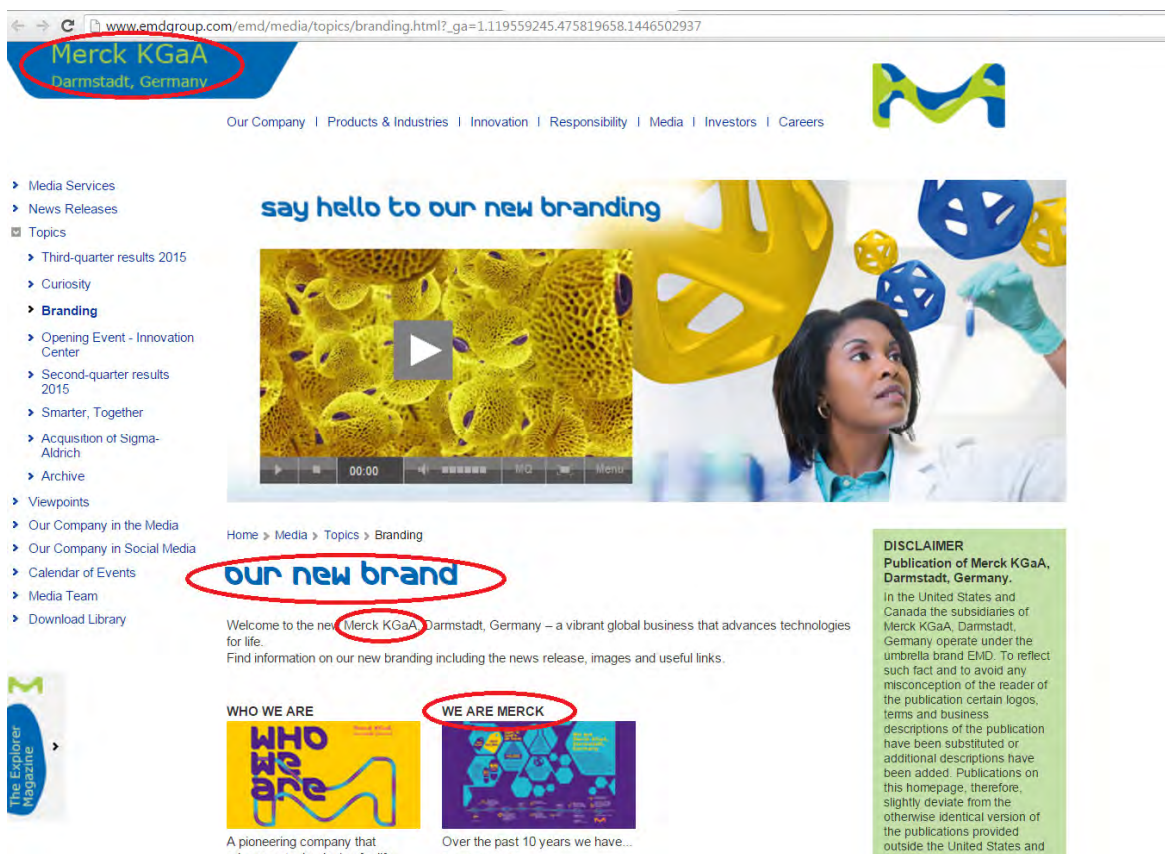 www.emdgroup.com/emd/media/topics/branding.html?_ga=1.119559245.475819658.1446502937
Merck KGaA
Darmstadt, Germany
Our Company | Products & Industries | Innovation | Responsibility | Media | Investors | Careers
Media Services
News Releases
Topics
Third-quarter results 2015
Curiosity
Branding
Opening Event - Innovation
Center
Second-quarter results
2015
Smarter, Together
Acquisition of Sigma-
Aldrich
Archive
Viewpoints
Our Company in the Media
Our Company in Social Media
Calendar of Events
Media Team
Download Library
The Explorer
Magazine
say hello to our new branding
00:00
MQ
Menu
Home > Media > Topics > Branding
our new brand
Welcome to the new Merck KGaA, Darmstadt, Germany – a vibrant global business that advances technologies
for life.
Find information on our new branding including the news release, images and useful links.
WHO WE ARE
WHO
we
are
A pioneering company that
WE ARE MERCK
Over the past 10 years we have...
DISCLAIMER
Publication of Merck KGaA,
Darmstadt, Germany.
In the United States and
Canada the subsidiaries of
Merck KGaA, Darmstadt,
Germany operate under the
umbrella brand EMD. To reflect
such fact and to avoid any
misconception of the reader of
the publication certain logos,
terms and business
descriptions of the publication
have been substituted or
additional descriptions have
been added. Publications on
this homepage, therefore,
slightly deviate from the
otherwise identical version of
the publications provided
outside the United States and